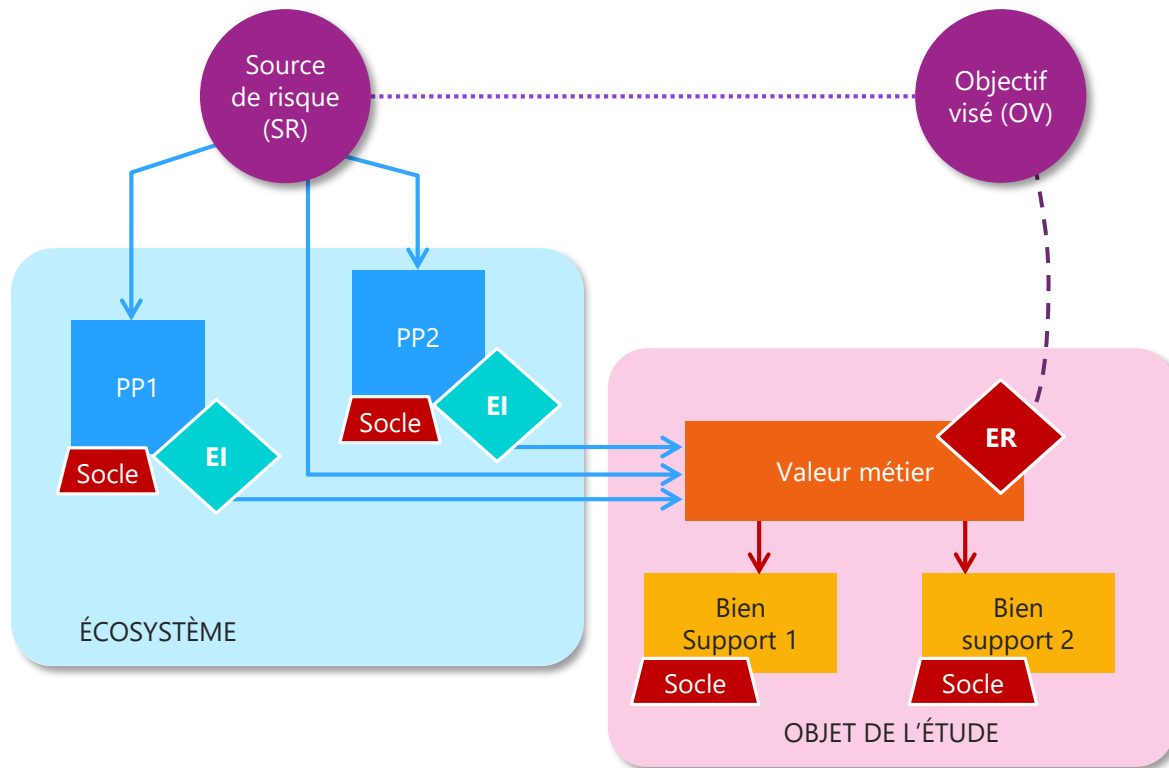 Source
de risque
(SR)
Objectif
visé (OV)
PP2
EI
Socle
PP1
EI
Socle
ER
Valeur métier
Bien
Support 1
Socle
Bien
support 2
Socle
ÉCOSYSTÈME
OBJET DE L'ÉTUDE